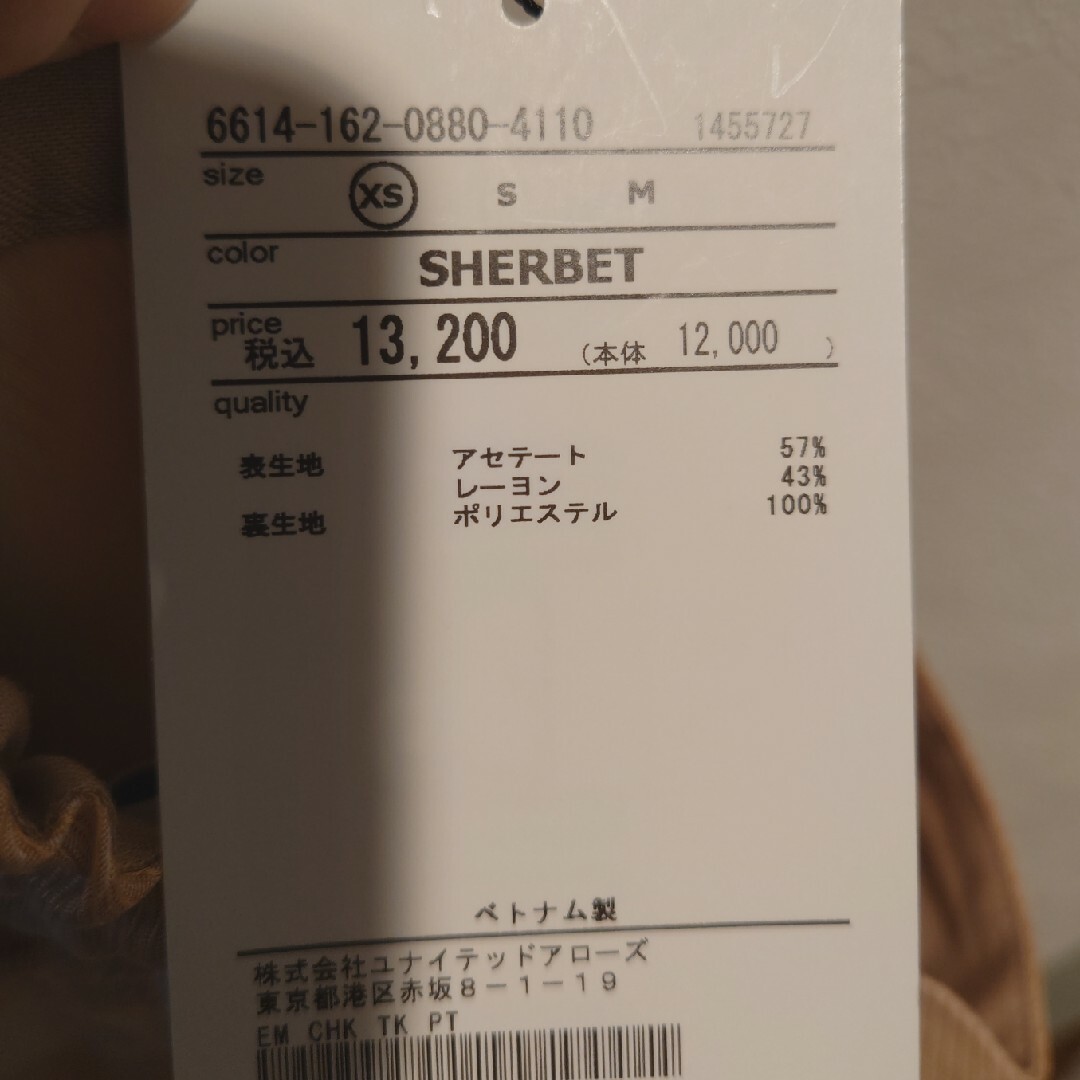 6614-162-0880-4110 1455727
size XS S M
color SHERBET
price
税込 13,200 (本体 12,000 )
quality
表生地 アセテート 57%
レーヨン 43%
裏生地 ポリエステル 100%
ベトナム製
株式会社ユナイテッドアローズ
東京都港区赤坂8-1-19
EM CHK TK PT